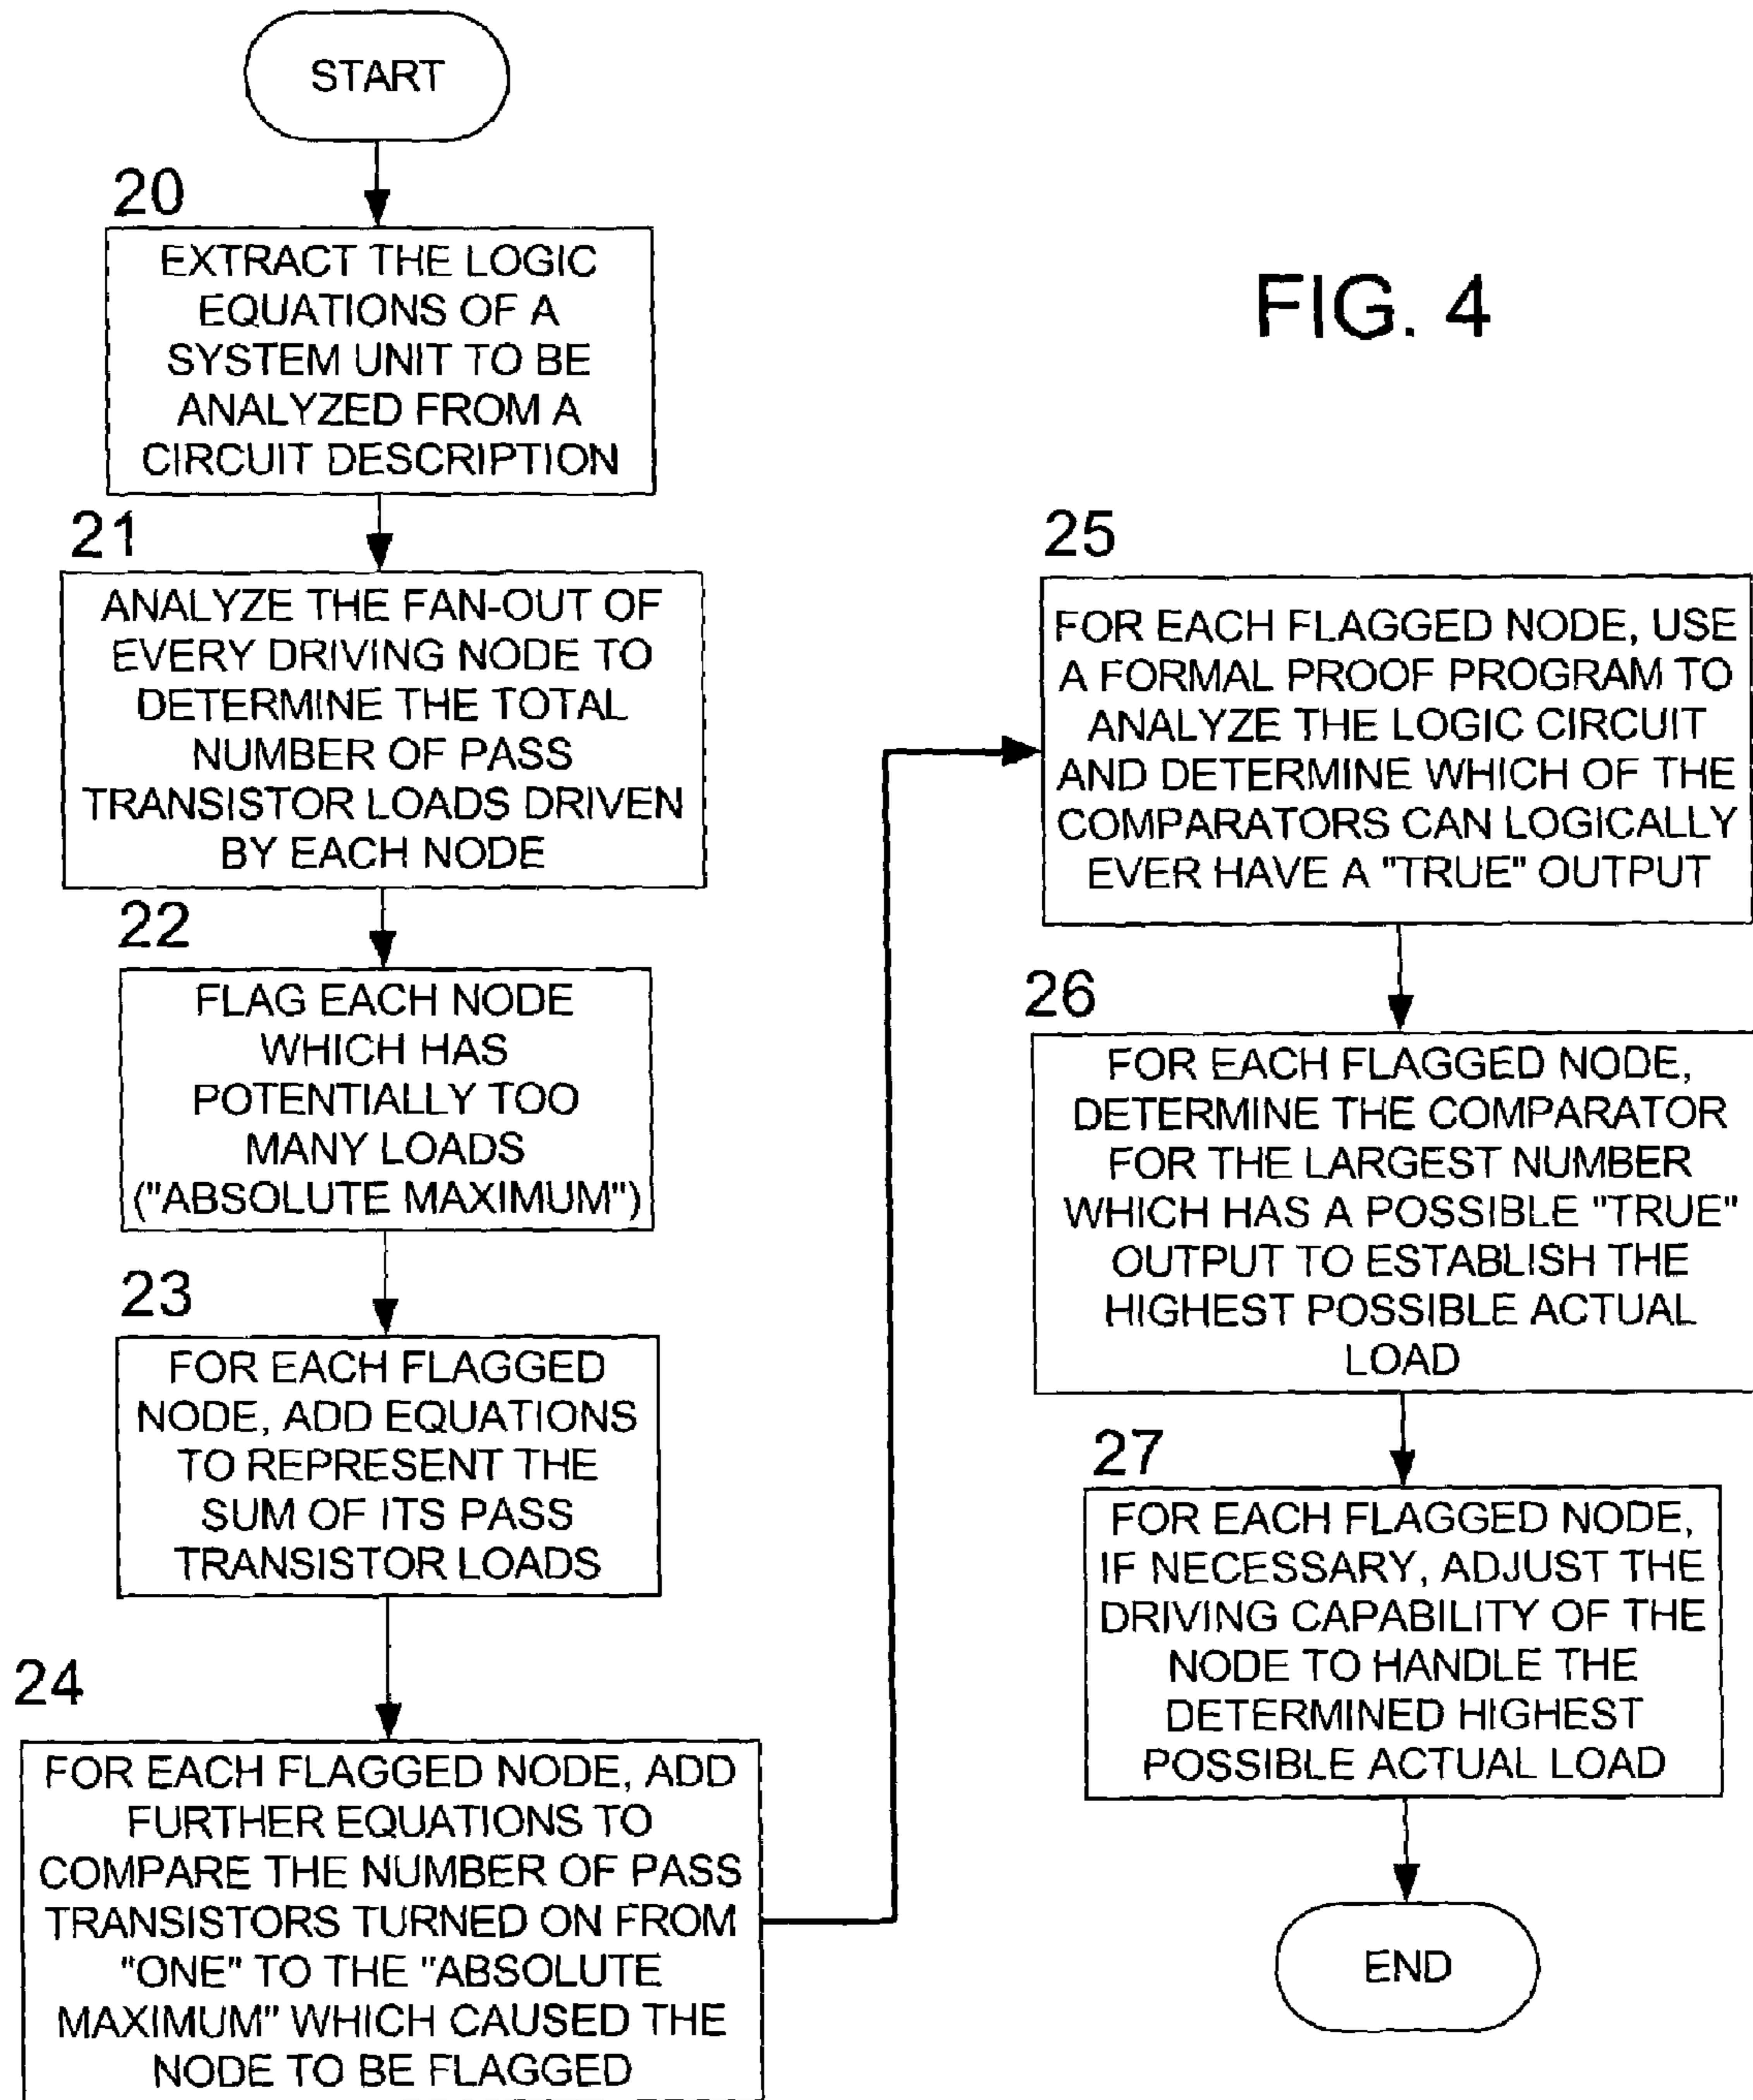 START
20
EXTRACT THE LOGIC
EQUATIONS OF A
SYSTEM UNIT TO BE
ANALYZED FROM A
CIRCUIT DESCRIPTION
21
ANALYZE THE FAN-OUT OF
EVERY DRIVING NODE TO
DETERMINE THE TOTAL
NUMBER OF PASS
TRANSISTOR LOADS DRIVEN
BY EACH NODE
22
FLAG EACH NODE
WHICH HAS
POTENTIALLY TOO
MANY LOADS
("ABSOLUTE MAXIMUM")
23
FOR EACH FLAGGED
NODE, ADD EQUATIONS
TO REPRESENT THE
SUM OF ITS PASS
TRANSISTOR LOADS
24
FOR EACH FLAGGED NODE, ADD
FURTHER EQUATIONS TO
COMPARE THE NUMBER OF PASS
TRANSISTORS TURNED ON FROM
"ONE" TO THE "ABSOLUTE
MAXIMUM" WHICH CAUSED THE
NODE TO BE FLAGGED
FIG. 4
25
FOR EACH FLAGGED NODE, USE
A FORMAL PROOF PROGRAM TO
ANALYZE THE LOGIC CIRCUIT
AND DETERMINE WHICH OF THE
COMPARATORS CAN LOGICALLY
EVER HAVE A "TRUE" OUTPUT
26
FOR EACH FLAGGED NODE,
DETERMINE THE COMPARATOR
FOR THE LARGEST NUMBER
WHICH HAS A POSSIBLE "TRUE"
OUTPUT TO ESTABLISH THE
HIGHEST POSSIBLE ACTUAL
LOAD
27
FOR EACH FLAGGED NODE,
IF NECESSARY, ADJUST THE
DRIVING CAPABILITY OF THE
NODE TO HANDLE THE
DETERMINED HIGHEST
POSSIBLE ACTUAL LOAD
END